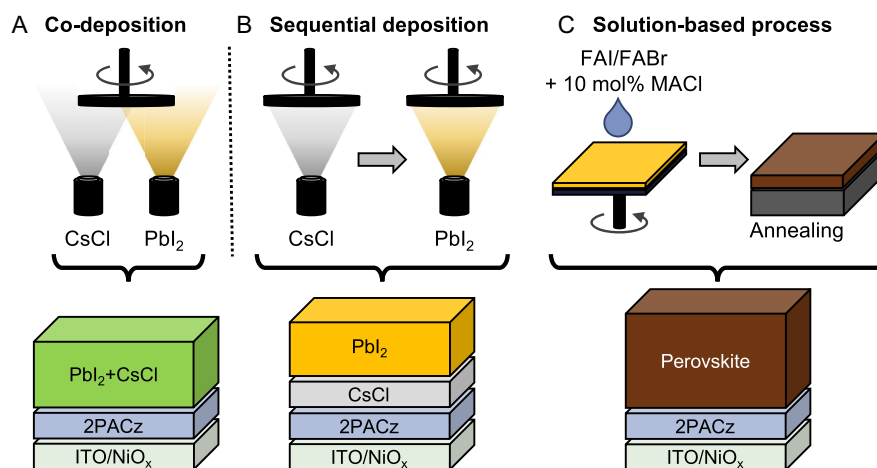 A Co-deposition
CsCl PbI₂
PbI₂+CsCl
2PACz
ITO/NiOₓ
B Sequential deposition
CsCl PbI₂
PbI₂
CsCl
2PACz
ITO/NiOₓ
C Solution-based process
FAI/FABr
+ 10 mol% MACl
Annealing
Perovskite
2PACz
ITO/NiOₓ